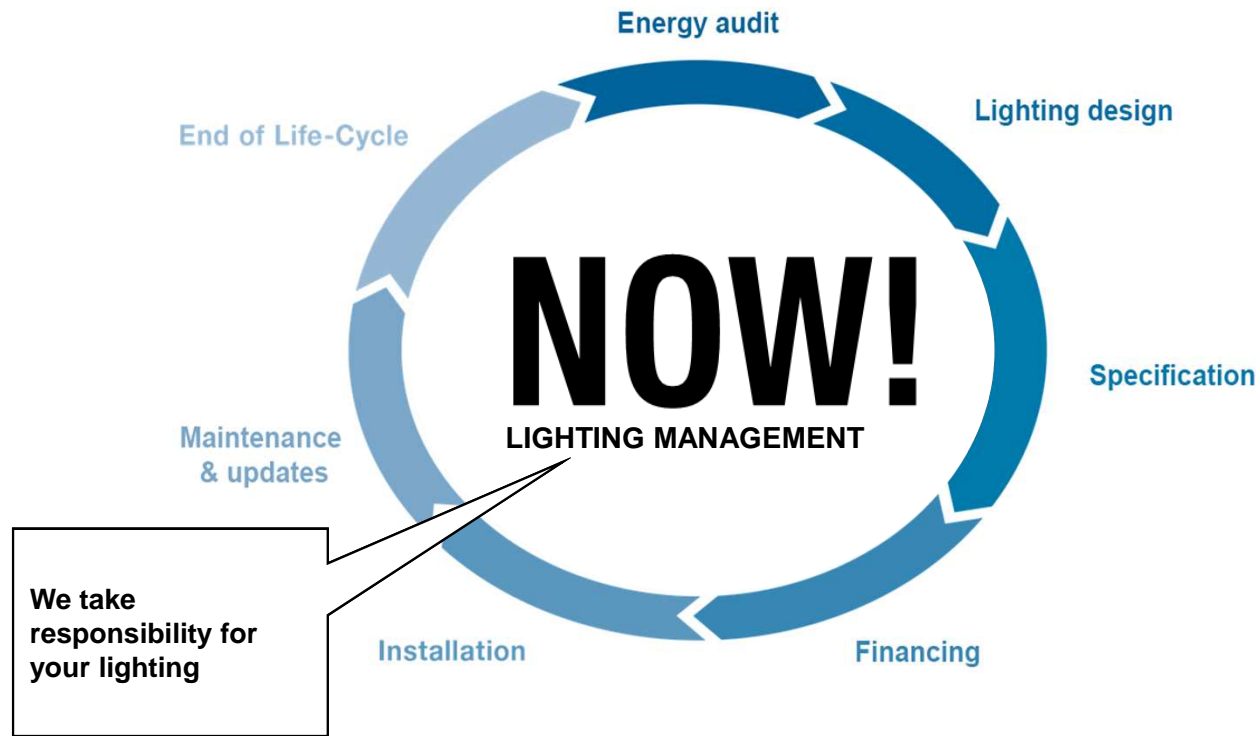 Energy audit
Lighting design
End of Life-Cycle
NOW!
Specification
LIGHTING MANAGEMENT
Maintenance
& updates
We take
responsibility for
your lighting
Installation
Financing